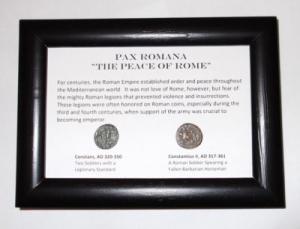 PAX ROMANA
"THE PEACE OF ROME"
For centuries, the Roman Empire established order and peace throughout
the Mediterranean world. It was not love of Rome, however, but fear of
the mighty Roman legions that prevented violence and insurrections.
These legions were often honored on Roman coins, especially during the
third and fourth centuries, when support of the army was crucial to
becoming emperor.
Constans, AD 320-350
Two Soldiers with a
Legionary Standard
Constantius II, AD 317-361
A Roman Soldier Spearing a
Fallen Barbarian Horseman